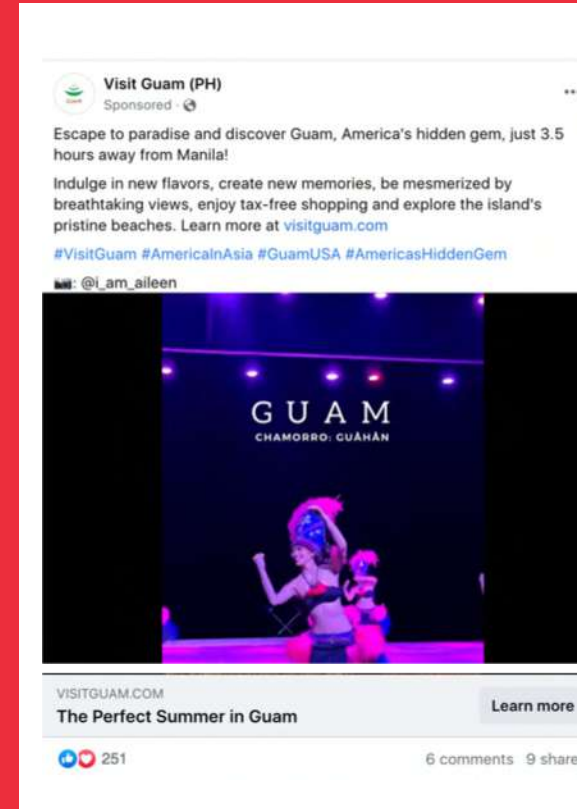 Visit Guam (PH)
Sponsored ·
Escape to paradise and discover Guam, America's hidden gem, just 3.5
hours away from Manila!
Indulge in new flavors, create new memories, be mesmerized by
breathtaking views, enjoy tax-free shopping and explore the island's
pristine beaches. Learn more at visitguam.com
#VisitGuam #AmericaInAsia #GuamUSA #AmericasHiddenGem
📷: @i_am_aileen
GUAM
CHAMORRO: GUÅHÅN
VISITGUAM.COM
The Perfect Summer in Guam
Learn more
251
6 comments 9 share